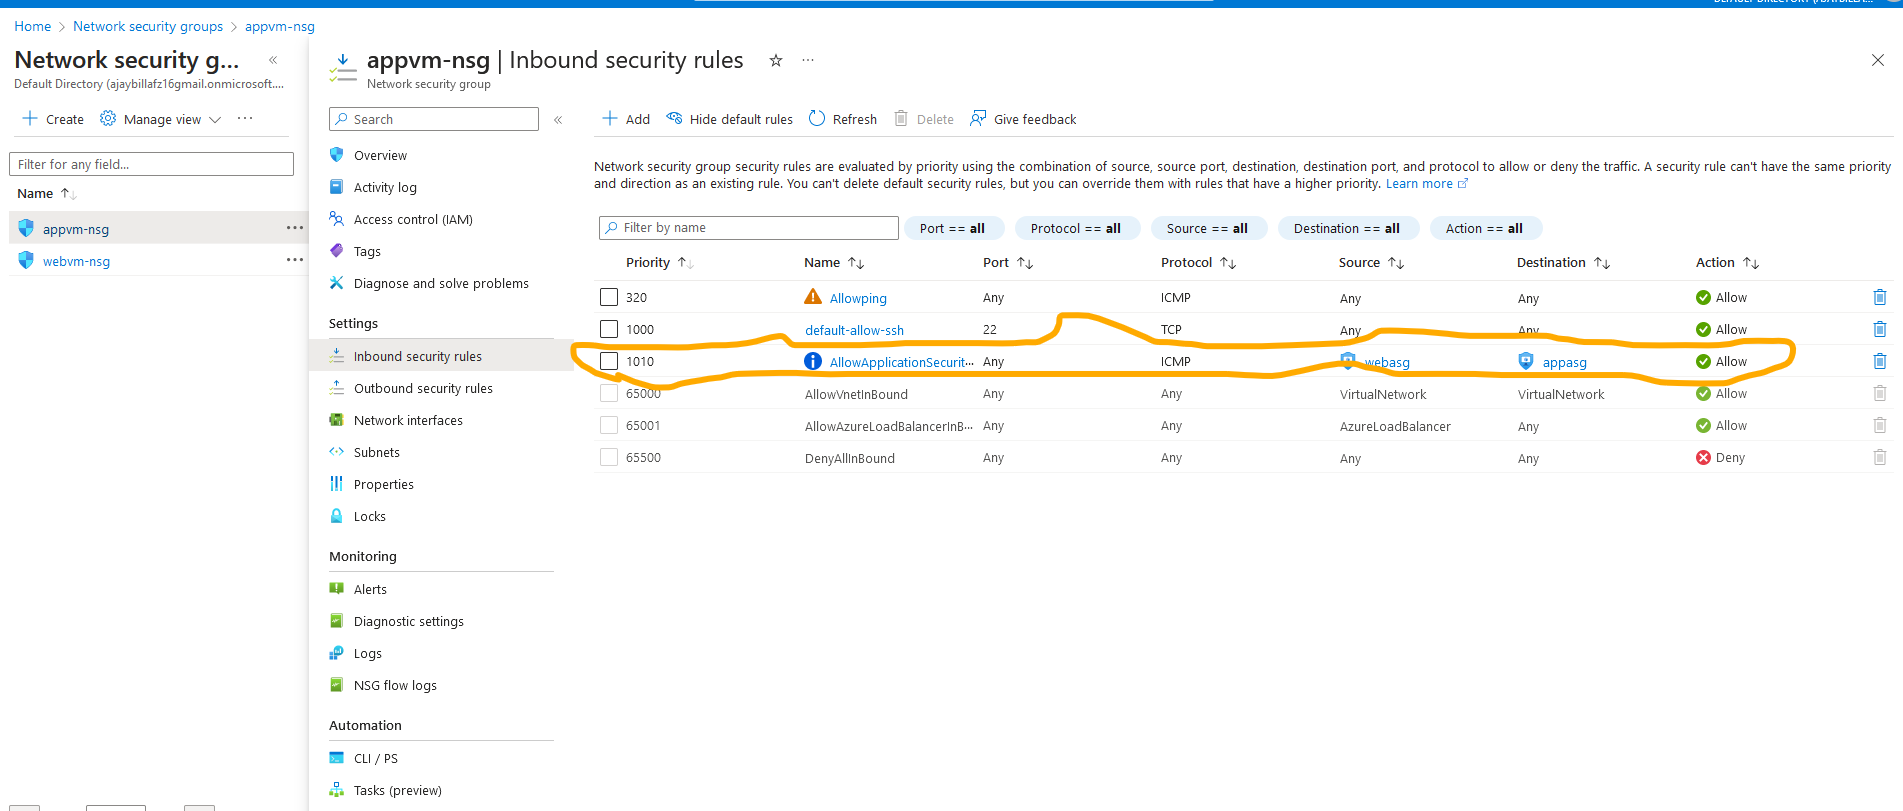 Home > Network security groups > appvm-nsg
Network security g... «
Default Directory (ajaybillafz16gmail.onmicrosoft....
+ Create Manage view ...
Filter for any field...
Name ↑↓
appvm-nsg ...
webvm-nsg ...
appvm-nsg | Inbound security rules ☆ ...
Network security group
Search «
Overview
Activity log
Access control (IAM)
Tags
Diagnose and solve problems
Settings
Inbound security rules
Outbound security rules
Network interfaces
Subnets
Properties
Locks
Monitoring
Alerts
Diagnostic settings
Logs
NSG flow logs
Automation
CLI / PS
Tasks (preview)
+ Add Hide default rules Refresh Delete Give feedback
Network security group security rules are evaluated by priority using the combination of source, source port, destination, destination port, and protocol to allow or deny the traffic. A security rule can't have the same priority
and direction as an existing rule. You can't delete default security rules, but you can override them with rules that have a higher priority. Learn more
Filter by name Port == all Protocol == all Source == all Destination == all Action == all
Priority ↑↓ Name ↑↓ Port ↑↓ Protocol ↑↓ Source ↑↓ Destination ↑↓ Action ↑↓
320 Allowping Any ICMP Any Any Allow
1000 default-allow-ssh 22 TCP Any Any Allow
1010 AllowApplicationSecurit... Any ICMP webasg appasg Allow
65000 AllowVnetInBound Any Any VirtualNetwork VirtualNetwork Allow
65001 AllowAzureLoadBalancerInB... Any Any AzureLoadBalancer Any Allow
65500 DenyAllInBound Any Any Any Any Deny